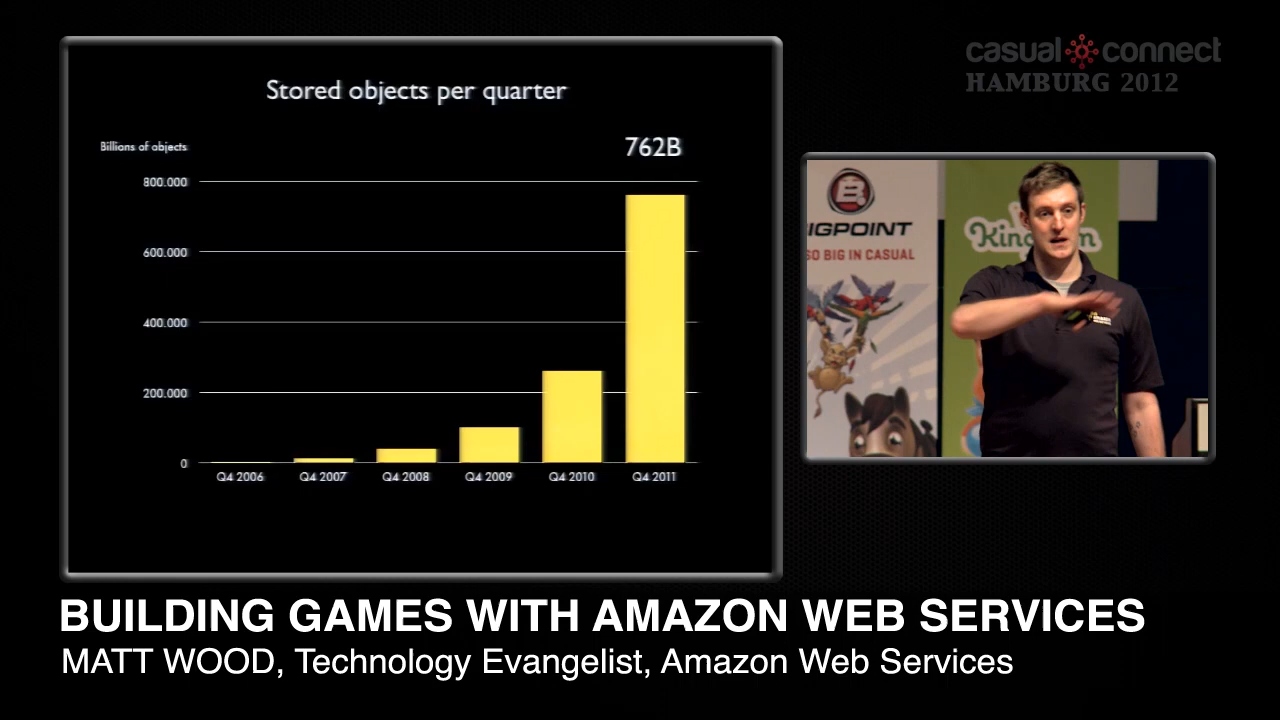 casual connect
HAMBURG 2012
Stored objects per quarter
Billions of objects
762B
800.000
600.000
400.000
200.000
0
Q4 2006
Q4 2007
Q4 2008
Q4 2009
Q4 2010
Q4 2011
B.
IGPOINT
SO BIG IN CASUAL
BUILDING GAMES WITH AMAZON WEB SERVICES
MATT WOOD, Technology Evangelist, Amazon Web Services